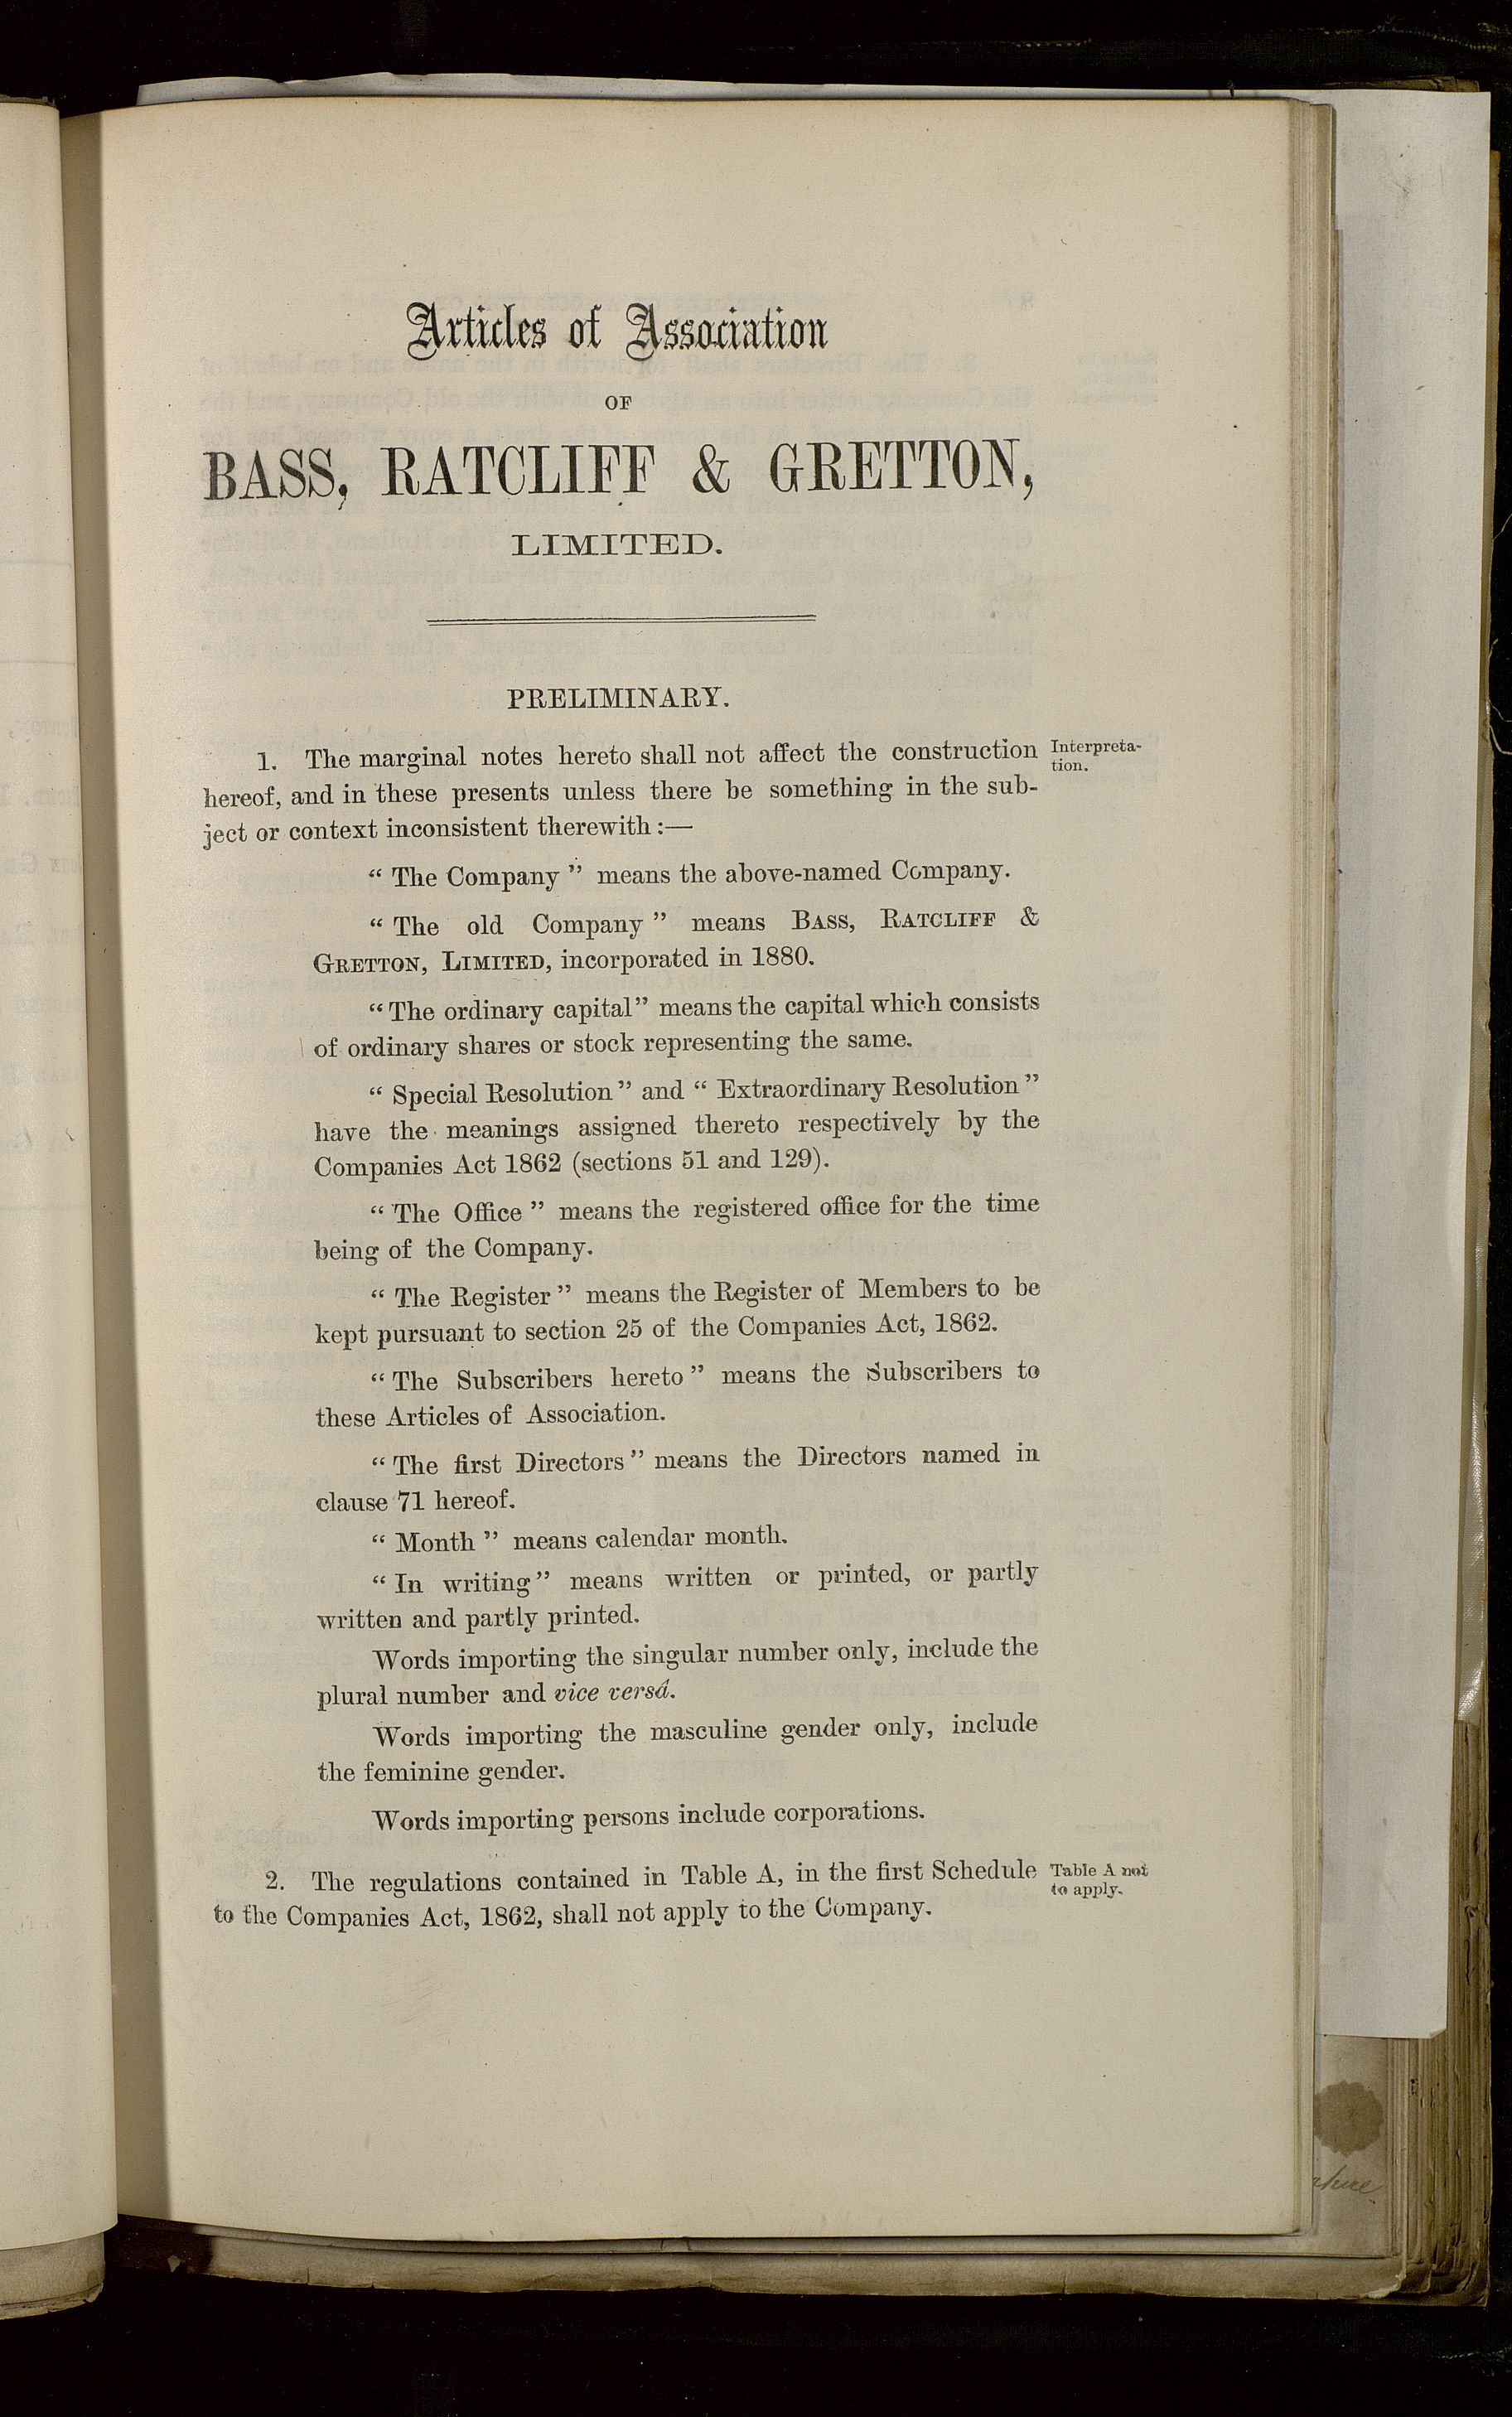 Articles of Association
OF
BASS, RATCLIFF & GRETTON,
LIMITED.
PRELIMINARY.
1. The marginal notes hereto shall not affect the construction
Interpreta-
tion.
hereof, and in these presents unless there be something in the sub-
ject or context inconsistent therewith :—
“ The Company ” means the above-named Company.
“ The old Company ” means BASS, RATCLIFF &
GRETTON, LIMITED, incorporated in 1880.
“ The ordinary capital ” means the capital which consists
of ordinary shares or stock representing the same.
“ Special Resolution ” and “ Extraordinary Resolution ”
have the meanings assigned thereto respectively by the
Companies Act 1862 (sections 51 and 129).
“ The Office ” means the registered office for the time
being of the Company.
“ The Register ” means the Register of Members to be
kept pursuant to section 25 of the Companies Act, 1862.
“ The Subscribers hereto ” means the Subscribers to
these Articles of Association.
“ The first Directors ” means the Directors named in
clause 71 hereof.
“ Month ” means calendar month.
“ In writing ” means written or printed, or partly
written and partly printed.
Words importing the singular number only, include the
plural number and vice versâ.
Words importing the masculine gender only, include
the feminine gender.
Words importing persons include corporations.
2. The regulations contained in Table A, in the first Schedule
Table A not
to apply.
to the Companies Act, 1862, shall not apply to the Company.